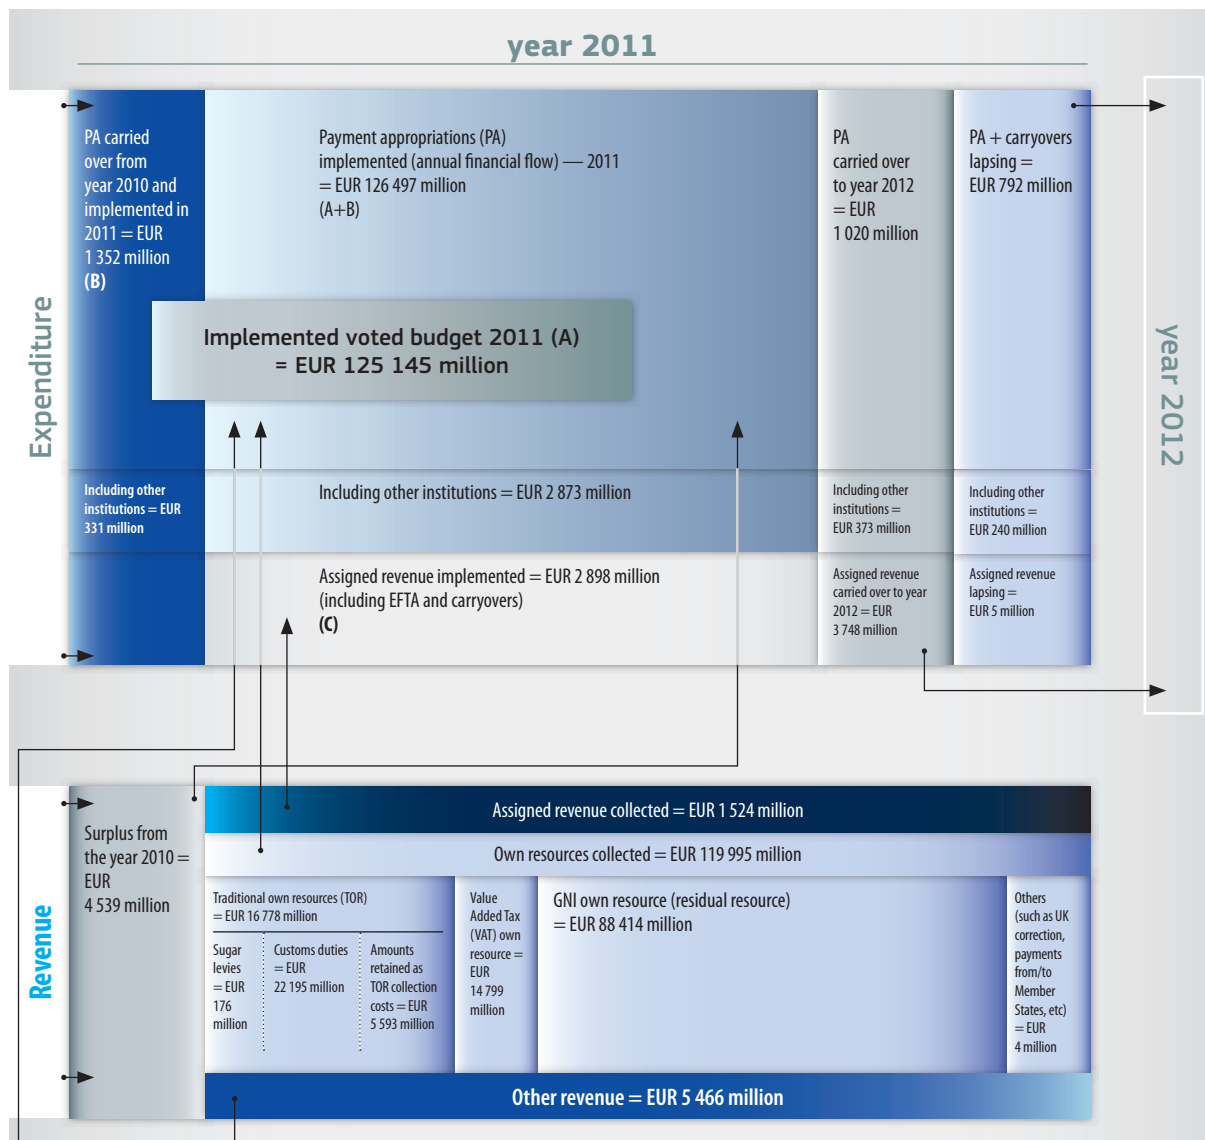 year 2011
Expenditure
PA carried
over from
year 2010 and
implemented in
2011 = EUR
1 352 million
(B)
Payment appropriations (PA)
implemented (annual financial flow) — 2011
= EUR 126 497 million
(A+B)
PA
carried over
to year 2012
= EUR
1 020 million
PA + carryovers
lapsing =
EUR 792 million
Implemented voted budget 2011 (A)
= EUR 125 145 million
year 2012
Including other
institutions = EUR
331 million
Including other institutions = EUR 2 873 million
Including other
institutions =
EUR 373 million
Including other
institutions =
EUR 240 million
Assigned revenue implemented = EUR 2 898 million
(including EFTA and carryovers)
(C)
Assigned revenue
carried over to year
2012 = EUR
3 748 million
Assigned revenue
lapsing =
EUR 5 million
Revenue
Surplus from
the year 2010 =
EUR
4 539 million
Assigned revenue collected = EUR 1 524 million
Own resources collected = EUR 119 995 million
Traditional own resources (TOR)
= EUR 16 778 million
Sugar
levies
= EUR
176
million
Customs duties
= EUR
22 195 million
Amounts
retained as
TOR collection
costs = EUR
5 593 million
Value
Added Tax
(VAT) own
resource =
EUR
14 799
million
GNI own resource (residual resource)
= EUR 88 414 million
Others
(such as UK
correction,
payments
from/to
Member
States, etc)
= EUR
4 million
Other revenue = EUR 5 466 million